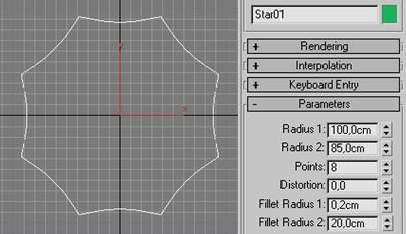 Star01
+ Rendering
+ Interpolation
+ Keyboard Entry
- Parameters
Radius 1: 100,0cm
Radius 2: 85,0cm
Points: 8
Distortion: 0,0
Fillet Radius 1: 0,2cm
Fillet Radius 2: 20,0cm
y
x